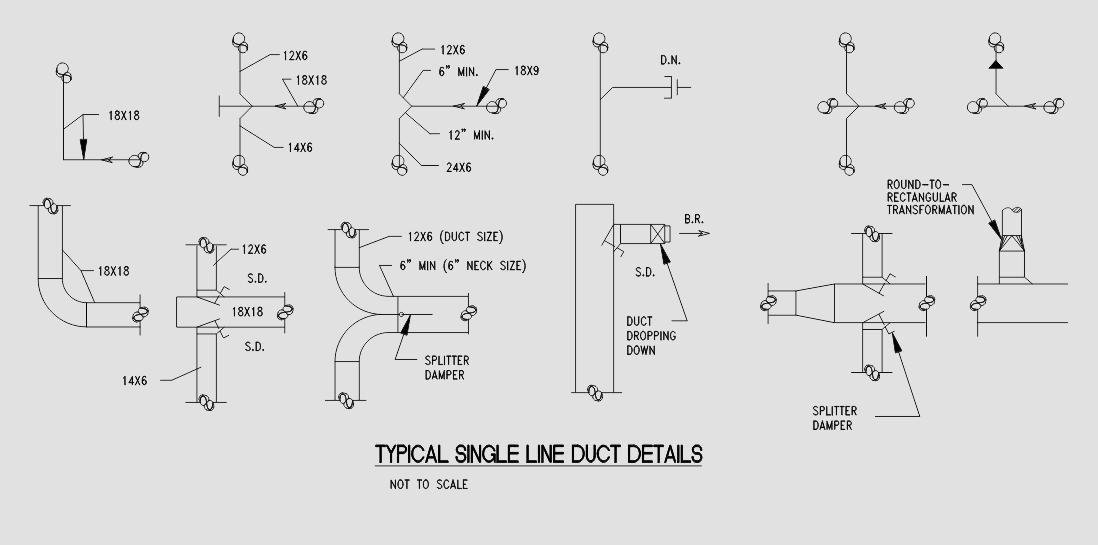 12X6
18X18
14X6
18X18
12X6
6” MIN.
18X9
12” MIN.
24X6
D.N.
ROUND-TO-
RECTANGULAR
TRANSFORMATION
18X18
12X6
S.D.
18X18
S.D.
14X6
12X6 (DUCT SIZE)
6” MIN (6” NECK SIZE)
SPLITTER
DAMPER
B.R.
S.D.
DUCT
DROPPING
DOWN
SPLITTER
DAMPER
TYPICAL SINGLE LINE DUCT DETAILS
NOT TO SCALE